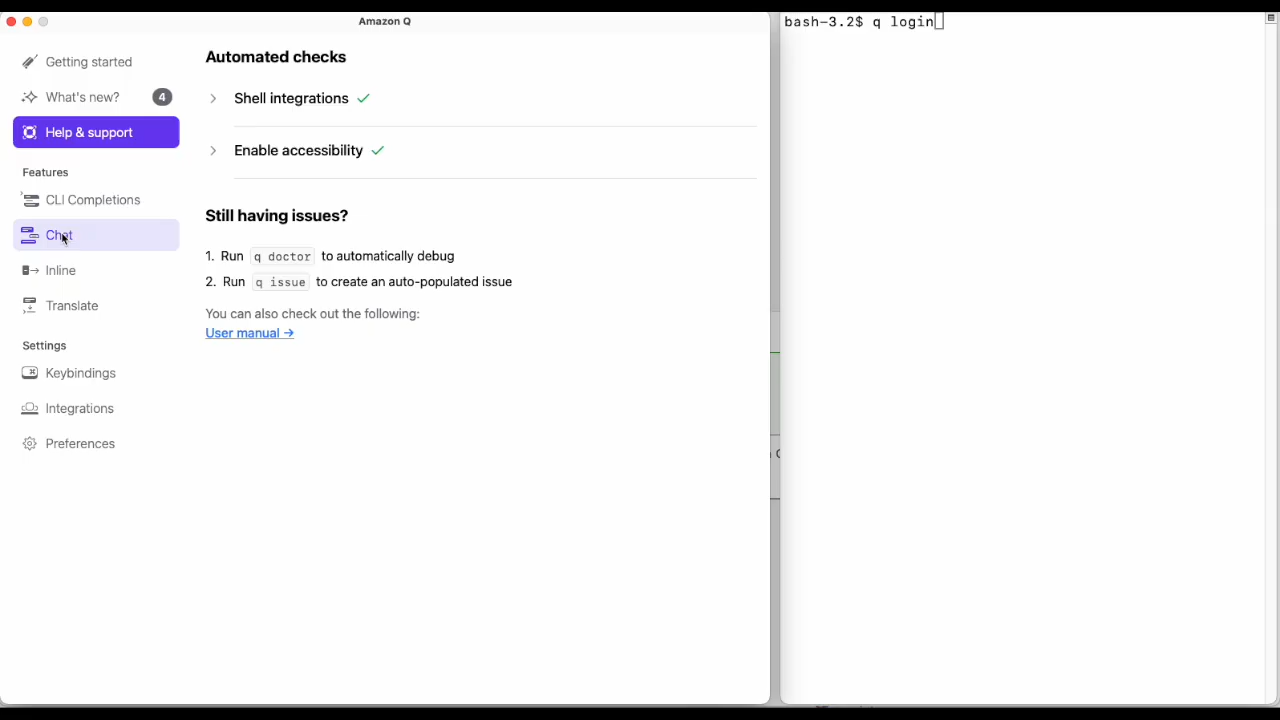 Amazon Q
Getting started
What's new? 4
Help & support
Features
CLI Completions
Chat
Inline
Translate
Settings
Keybindings
Integrations
Preferences
Automated checks
Shell integrations
Enable accessibility
Still having issues?
1. Run q doctor to automatically debug
2. Run q issue to create an auto-populated issue
You can also check out the following:
User manual →
bash-3.2$ q login